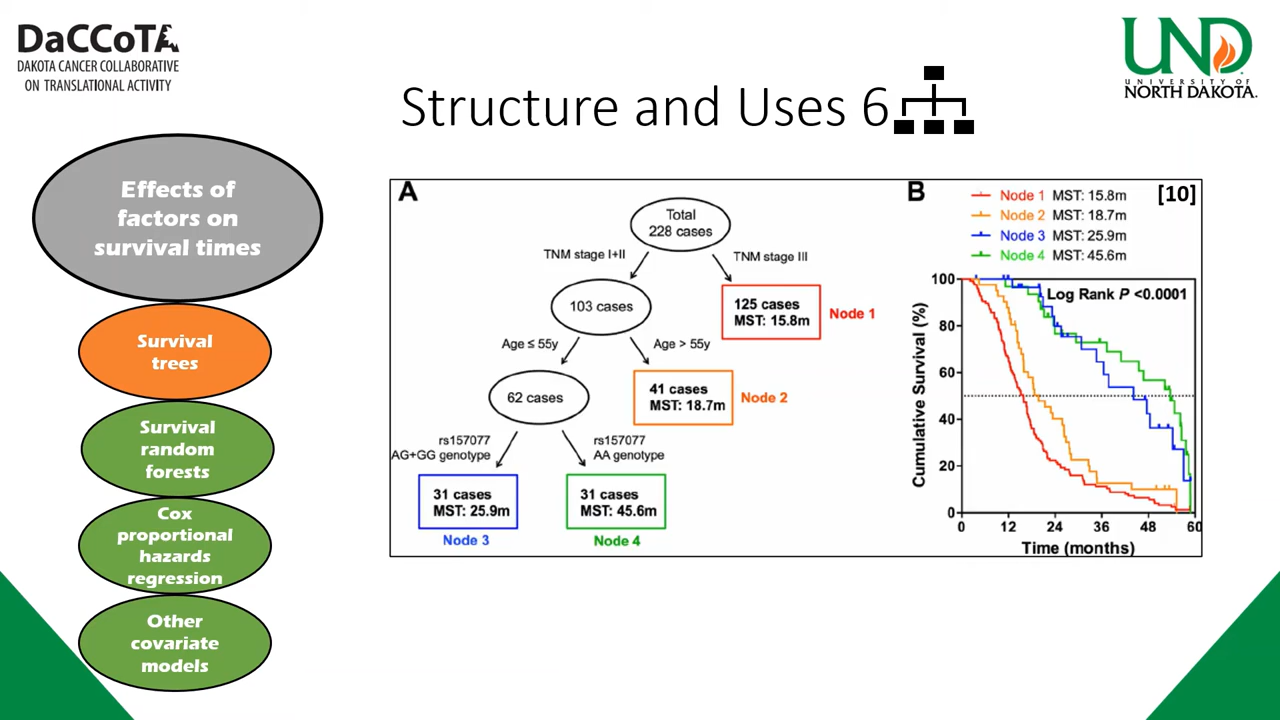 DaCCoTA
DAKOTA CANCER COLLABORATIVE
ON TRANSLATIONAL ACTIVITY
UND
UNIVERSITY OF
NORTH DAKOTA.
Structure and Uses 6
Effects of
factors on
survival times
Survival
trees
Survival
random
forests
Cox
proportional
hazards
regression
Other
covariate
models
A
Total
228 cases
TNM stage I+II
TNM stage III
103 cases
125 cases
MST: 15.8m
Node 1
Age ≤ 55y
Age > 55y
62 cases
41 cases
MST: 18.7m
Node 2
rs157077
AG+GG genotype
rs157077
AA genotype
31 cases
MST: 25.9m
Node 3
31 cases
MST: 45.6m
Node 4
B
[10]
Node 1 MST: 15.8m
Node 2 MST: 18.7m
Node 3 MST: 25.9m
Node 4 MST: 45.6m
Log Rank P <0.0001
Cumulative Survival (%)
100
80
60
40
20
0
0 12 24 36 48 60
Time (months)